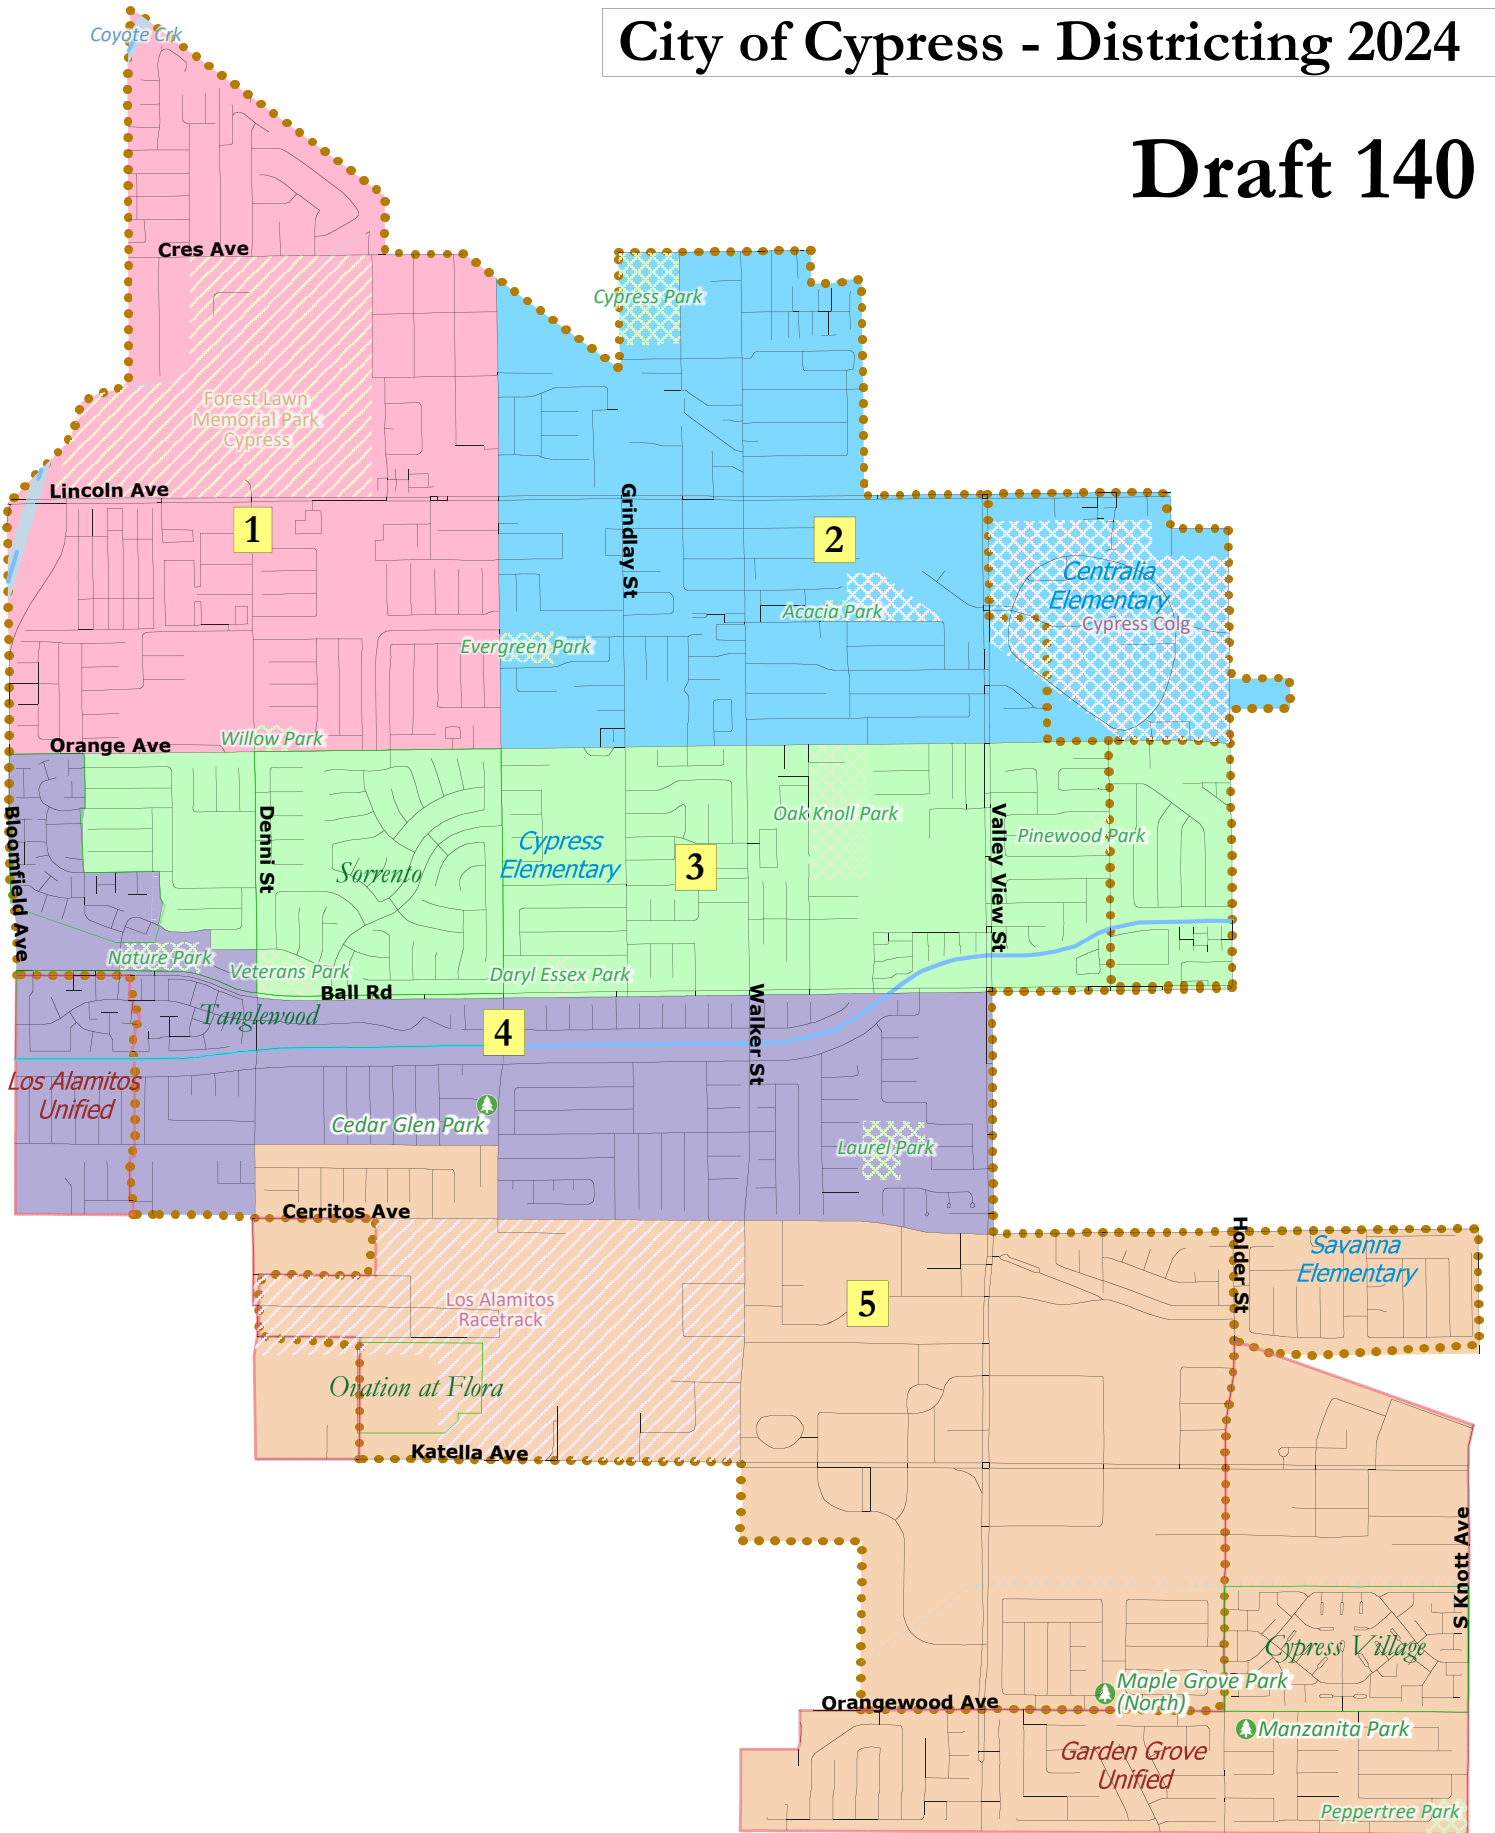 City of Cypress - Districting 2024
Coyote Crk
Draft 140
Cres Ave
Cypress Park
Forest Lawn
Memorial Park
Cypress
Lincoln Ave
1
Grindlay St
2
Centralia
Elementary
Acacia Park
Cypress Colg
Evergreen Park
Willow Park
Orange Ave
Bloomfield Ave
Denni St
Sorrento
Cypress
Elementary
3
Oak Knoll Park
Valley View St
Pinewood Park
Nature Park
Veterans Park
Daryl Essex Park
Ball Rd
Tanglewood
4
Walker St
Los Alamitos
Unified
Cedar Glen Park
Laurel Park
Cerritos Ave
Holder St
Savanna
Elementary
Los Alamitos
Racetrack
5
Ovation at Flora
Katella Ave
S Knott Ave
Cypress Village
Maple Grove Park
(North)
Orangewood Ave
Manzanita Park
Garden Grove
Unified
Peppertree Park